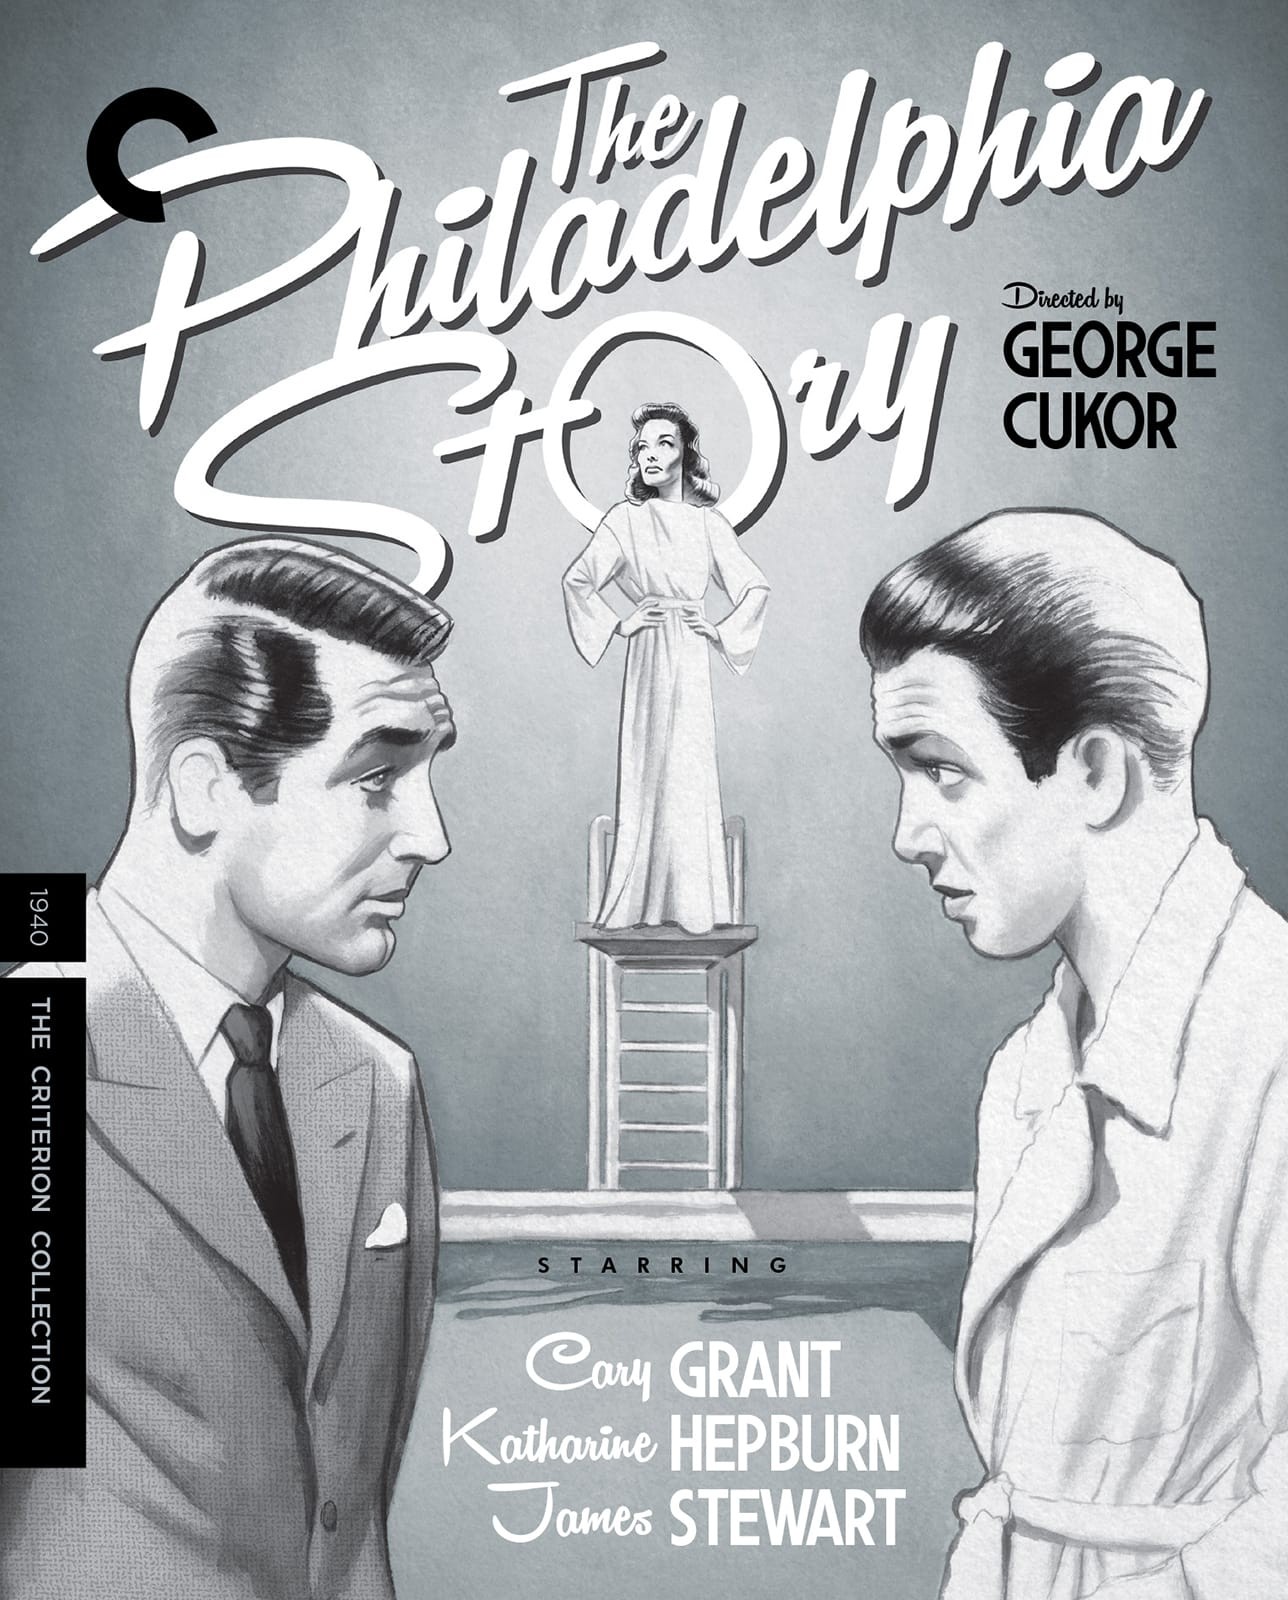 The
Philadelphia
Story
Directed by
GEORGE
CUKOR
1940
THE CRITERION COLLECTION
STARRING
Cary GRANT
Katharine HEPBURN
James STEWART